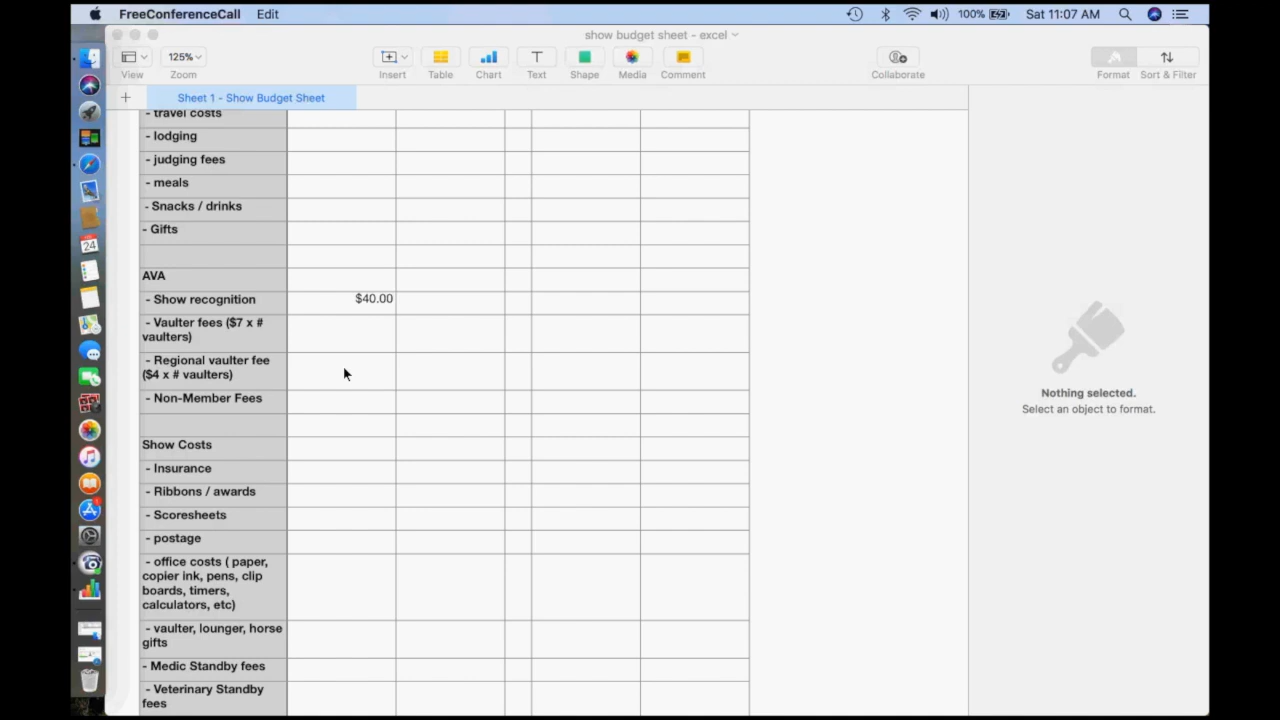 FreeConferenceCall Edit 100% Sat 11:07 AM
show budget sheet - excel
125%
View Zoom Insert Table Chart Text Shape Media Comment Collaborate Format Sort & Filter
Sheet 1 - Show Budget Sheet
- travel costs
- lodging
- judging fees
- meals
- Snacks / drinks
- Gifts
AVA
- Show recognition $40.00
- Vaulter fees ($7 x #
vaulters)
- Regional vaulter fee
($4 x # vaulters)
- Non-Member Fees
Show Costs
- Insurance
- Ribbons / awards
- Scoresheets
- postage
- office costs ( paper,
copier ink, pens, clip
boards, timers,
calculators, etc)
- vaulter, lounger, horse
gifts
- Medic Standby fees
- Veterinary Standby
fees
Nothing selected.
Select an object to format.
24